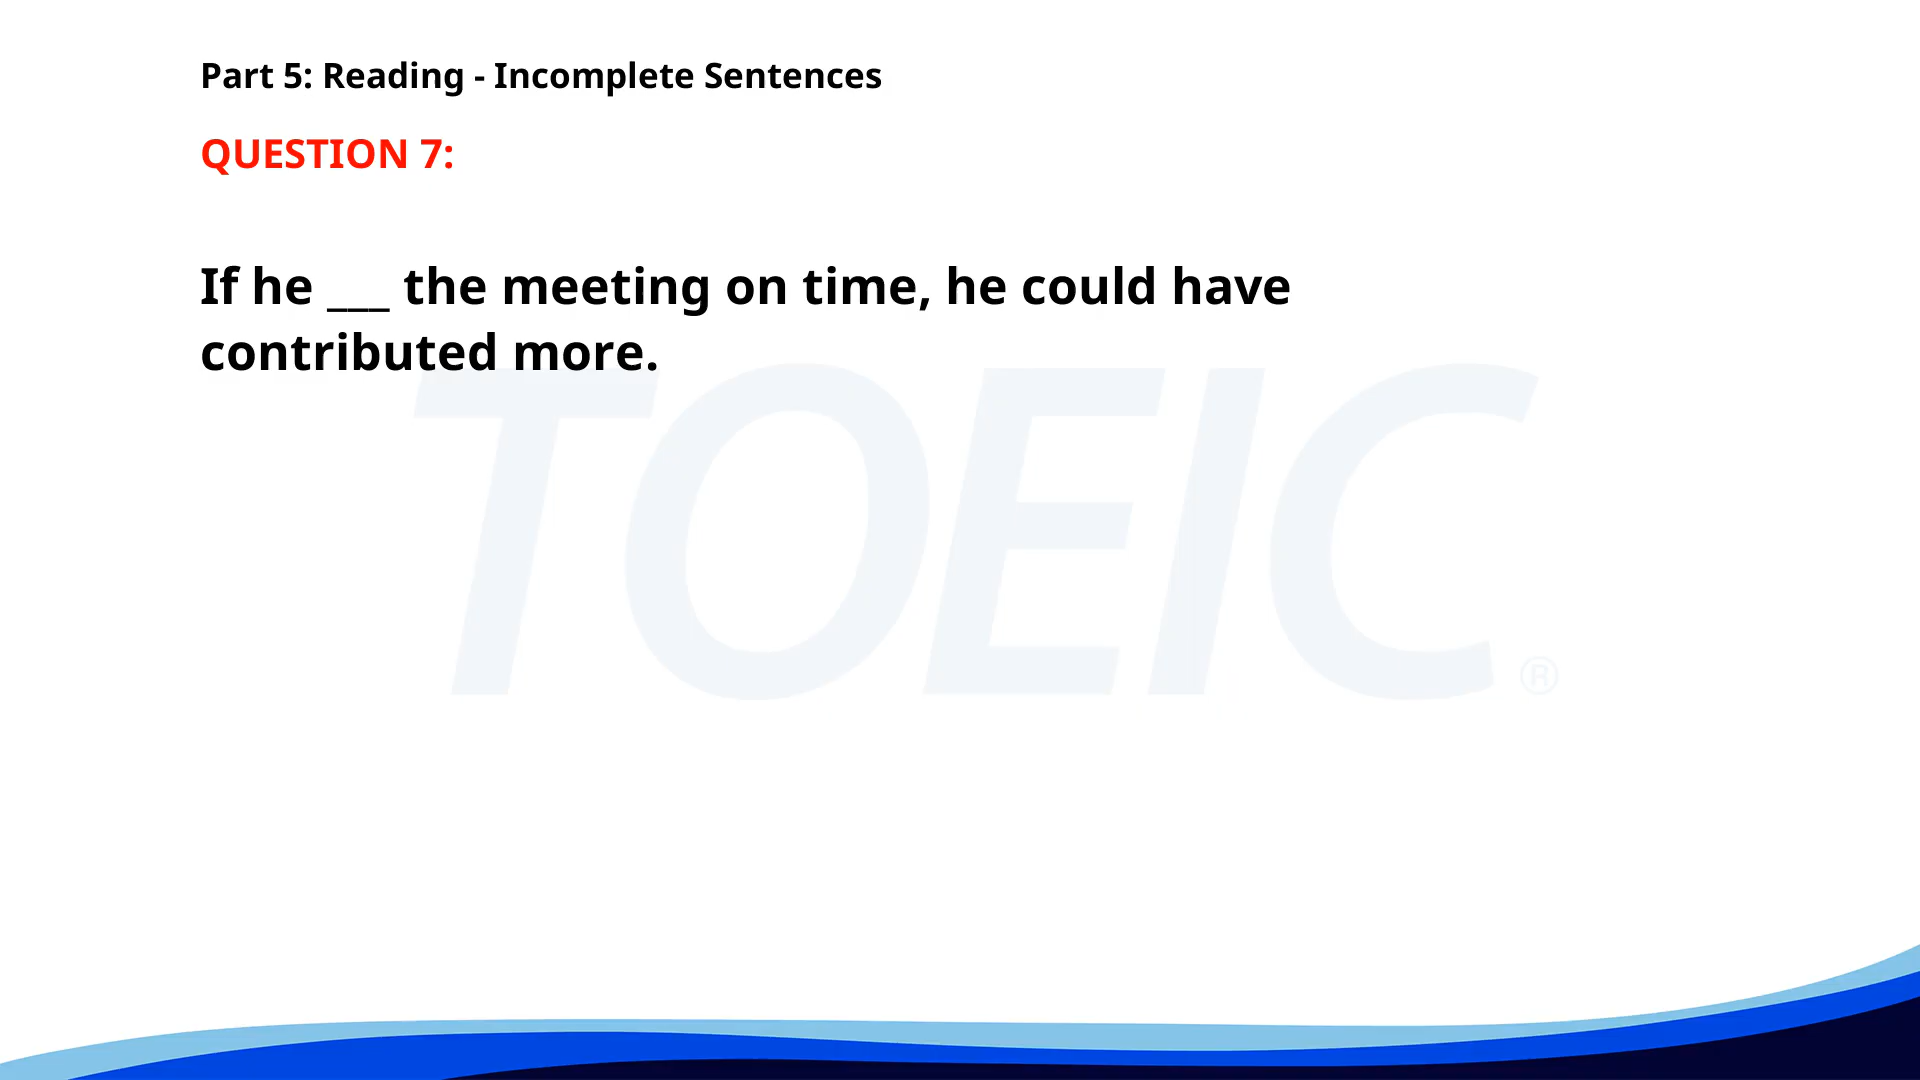 Part 5: Reading - Incomplete Sentences
QUESTION 7:
If he ___ the meeting on time, he could have
contributed more.
TOEIC ®